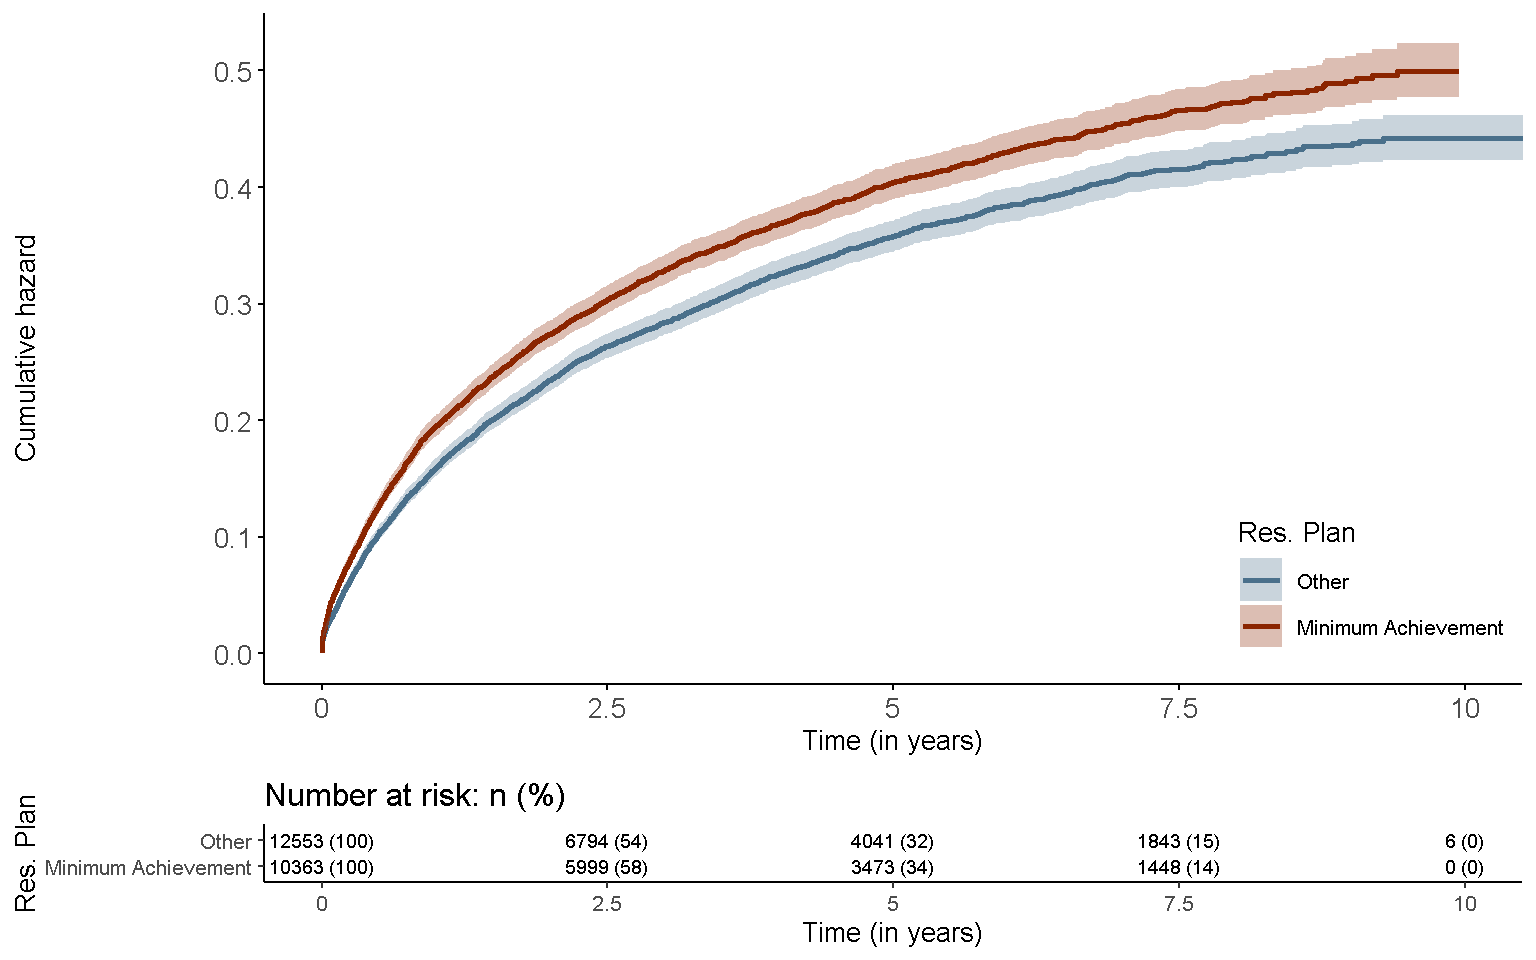 Cumulative hazard
0.5
0.4
0.3
0.2
0.1
0.0
Res. Plan
Other
Minimum Achievement
0 2.5 5 7.5 10
Time (in years)
Number at risk: n (%)
Res. Plan
Other 12553 (100) 6794 (54) 4041 (32) 1843 (15) 6 (0)
Minimum Achievement 10363 (100) 5999 (58) 3473 (34) 1448 (14) 0 (0)
0 2.5 5 7.5 10
Time (in years)